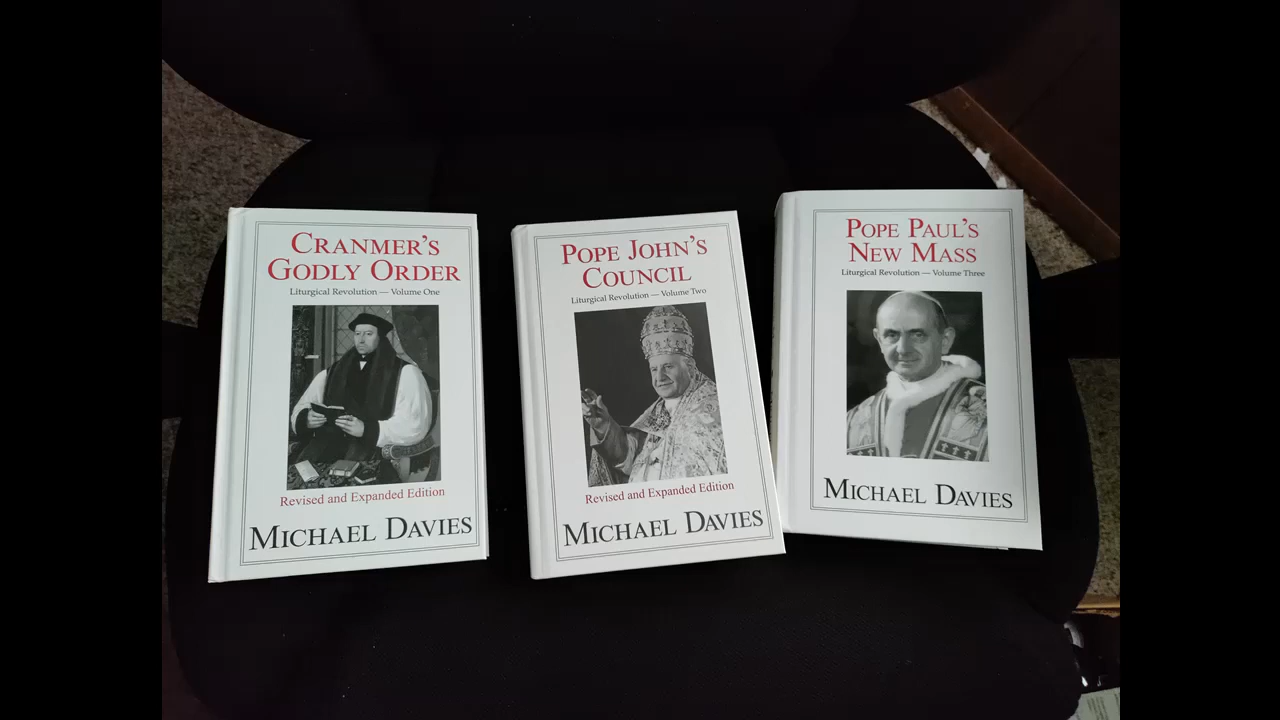 CRANMER'S
GODLY ORDER
Liturgical Revolution — Volume One
Revised and Expanded Edition
MICHAEL DAVIES
POPE JOHN'S
COUNCIL
Liturgical Revolution — Volume Two
Revised and Expanded Edition
MICHAEL DAVIES
POPE PAUL'S
NEW MASS
Liturgical Revolution — Volume Three
MICHAEL DAVIES